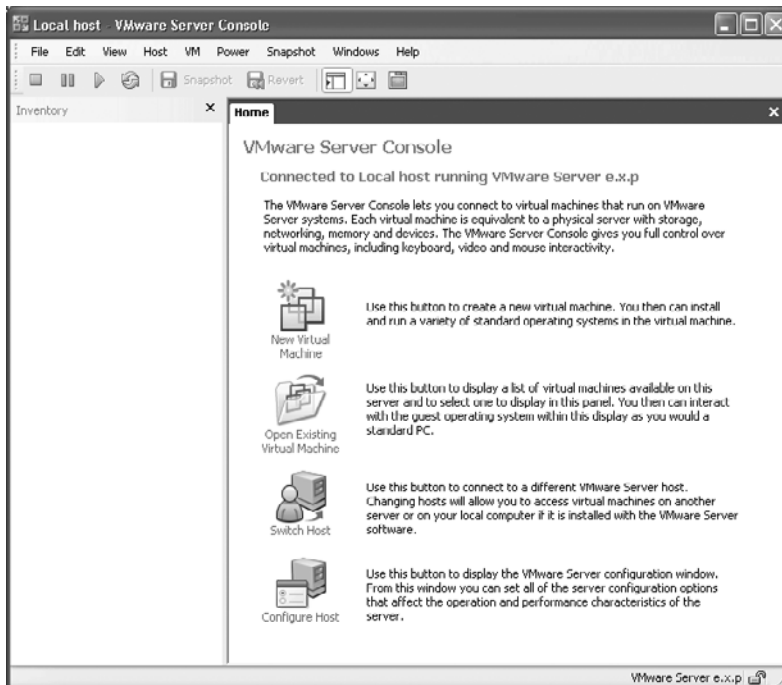 Local host - VMware Server Console
File Edit View Host VM Power Snapshot Windows Help
Snapshot Revert
Inventory
Home
VMware Server Console
Connected to Local host running VMware Server e.x.p
The VMware Server Console lets you connect to virtual machines that run on VMware
Server systems. Each virtual machine is equivalent to a physical server with storage,
networking, memory and devices. The VMware Server Console gives you full control over
virtual machines, including keyboard, video and mouse interactivity.
New Virtual
Machine
Use this button to create a new virtual machine. You then can install
and run a variety of standard operating systems in the virtual machine.
Open Existing
Virtual Machine
Use this button to display a list of virtual machines available on this
server and to select one to display in this panel. You then can interact
with the guest operating system within this display as you would a
standard PC.
Switch Host
Use this button to connect to a different VMware Server host.
Changing hosts will allow you to access virtual machines on another
server or on your local computer if it is installed with the VMware Server
software.
Configure Host
Use this button to display the VMware Server configuration window.
From this window you can set all of the server configuration options
that affect the operation and performance characteristics of the
server.
VMware Server e.x.p